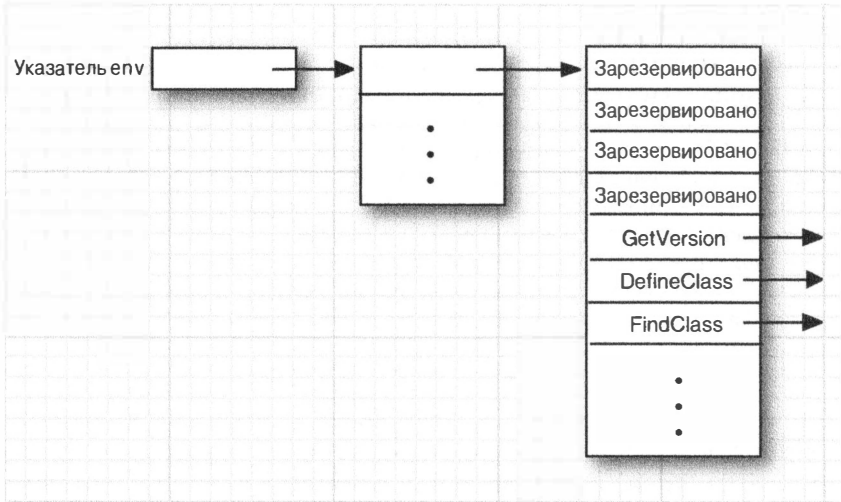 Указатель env
Зарезервировано
Зарезервировано
Зарезервировано
Зарезервировано
GetVersion
DefineClass
FindClass